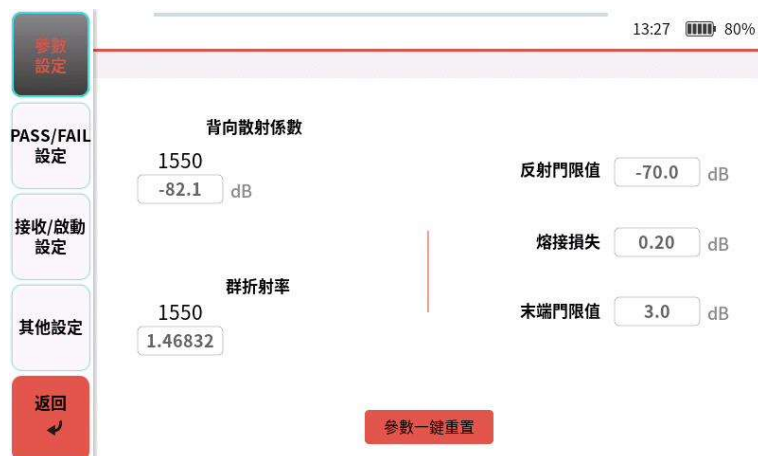 13:27 80%
參數
設定
PASS/FAIL
設定
接收/啟動
設定
其他設定
返回
背向散射係數
1550
-82.1 dB
群折射率
1550
1.46832
反射門限值 -70.0 dB
熔接損失 0.20 dB
末端門限值 3.0 dB
參數一鍵重置